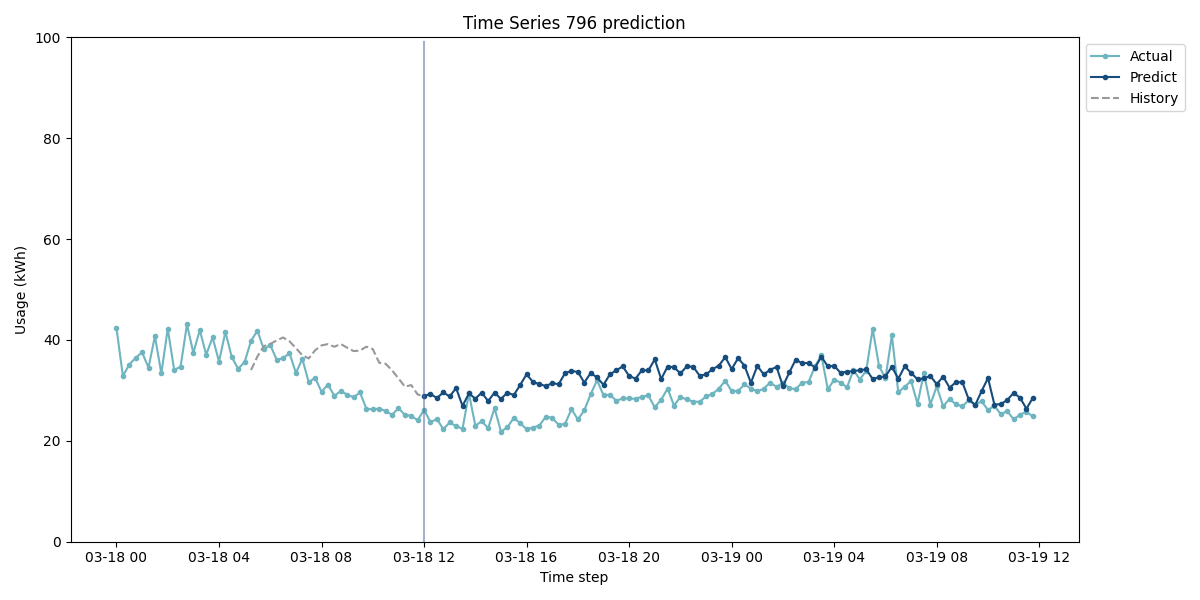 Time Series 796 prediction
100
80
60
40
20
0
Usage (kWh)
03-18 00
03-18 04
03-18 08
03-18 12
03-18 16
03-18 20
03-19 00
03-19 04
03-19 08
03-19 12
Time step
Actual
Predict
History